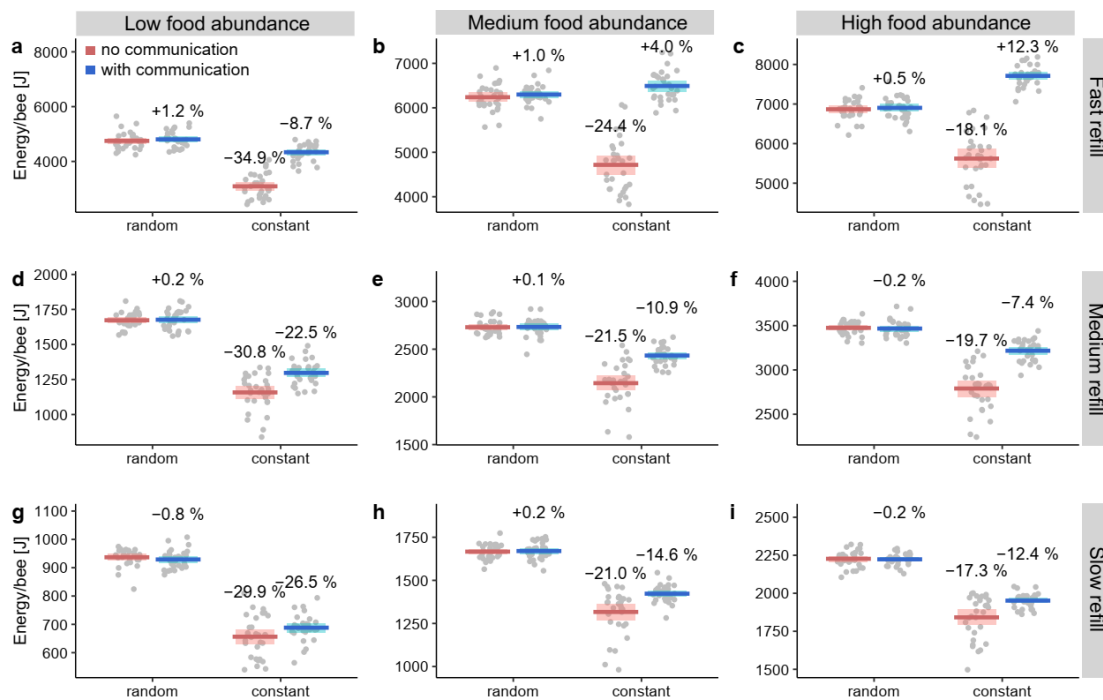 Low food abundance
Medium food abundance
High food abundance
a
no communication
with communication
Energy/bee [J]
8000
6000
4000
+1.2 %
−34.9 %
−8.7 %
random
constant
b
7000
6000
5000
4000
+1.0 %
−24.4 %
+4.0 %
random
constant
c
8000
7000
6000
5000
+0.5 %
−18.1 %
+12.3 %
random
constant
Fast refill
d
Energy/bee [J]
2000
1750
1500
1250
1000
+0.2 %
−30.8 %
−22.5 %
random
constant
e
3000
2500
2000
1500
+0.1 %
−21.5 %
−10.9 %
random
constant
f
4000
3500
3000
2500
−0.2 %
−19.7 %
−7.4 %
random
constant
Medium refill
g
Energy/bee [J]
1100
1000
900
800
700
600
−0.8 %
−29.9 %
−26.5 %
random
constant
h
1750
1500
1250
1000
+0.2 %
−21.0 %
−14.6 %
random
constant
i
2500
2250
2000
1750
1500
−0.2 %
−17.3 %
−12.4 %
random
constant
Slow refill